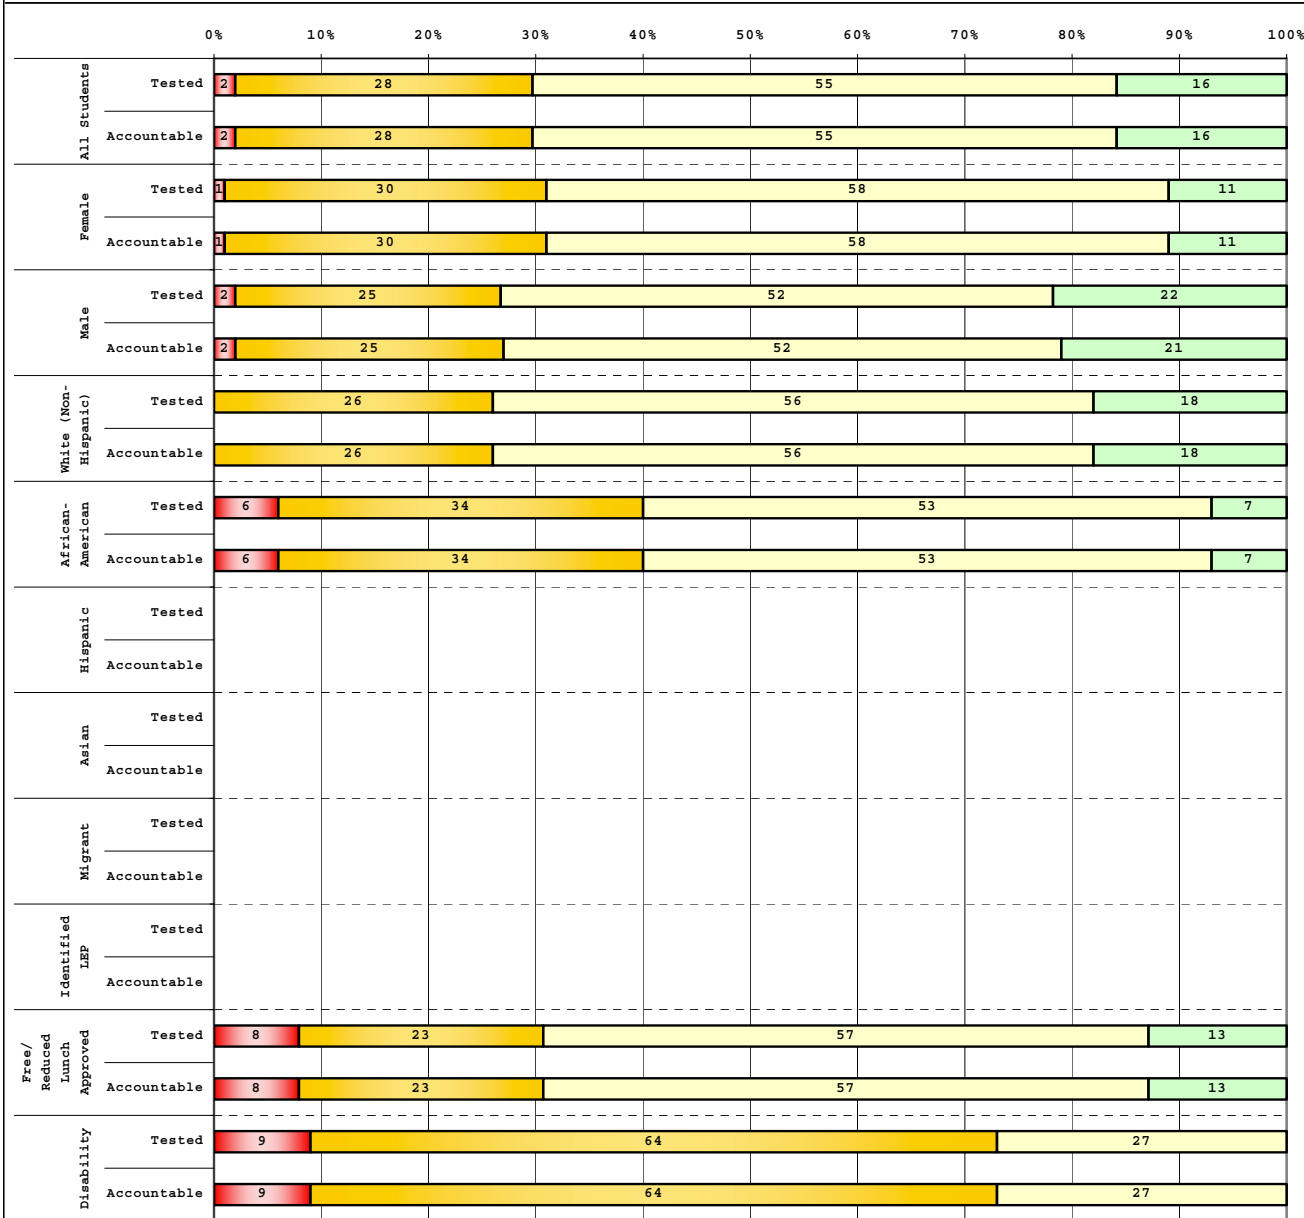 0% 10% 20% 30% 40% 50% 60% 70% 80% 90% 100%
All Students
Tested 2 28 55 16
Accountable 2 28 55 16
Female
Tested 1 30 58 11
Accountable 1 30 58 11
Male
Tested 2 25 52 22
Accountable 2 25 52 21
White (Non-
Hispanic)
Tested 26 56 18
Accountable 26 56 18
African-
American
Tested 6 34 53 7
Accountable 6 34 53 7
Hispanic
Tested
Accountable
Asian
Tested
Accountable
Migrant
Tested
Accountable
Identified
LEP
Tested
Accountable
Free/
Reduced
Lunch
Approved
Tested 8 23 57 13
Accountable 8 23 57 13
Disability
Tested 9 64 27
Accountable 9 64 27